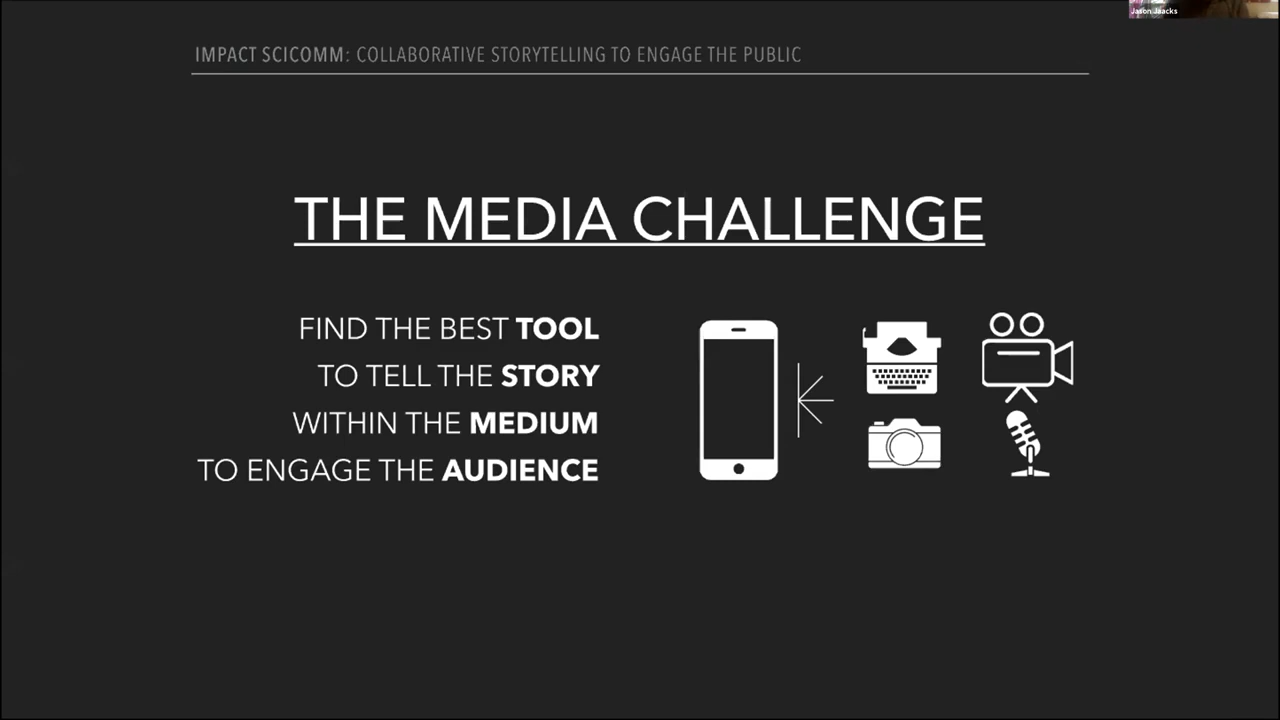 Jason Jaacks
IMPACT SCICOMM: COLLABORATIVE STORYTELLING TO ENGAGE THE PUBLIC
THE MEDIA CHALLENGE
FIND THE BEST TOOL
TO TELL THE STORY
WITHIN THE MEDIUM
TO ENGAGE THE AUDIENCE